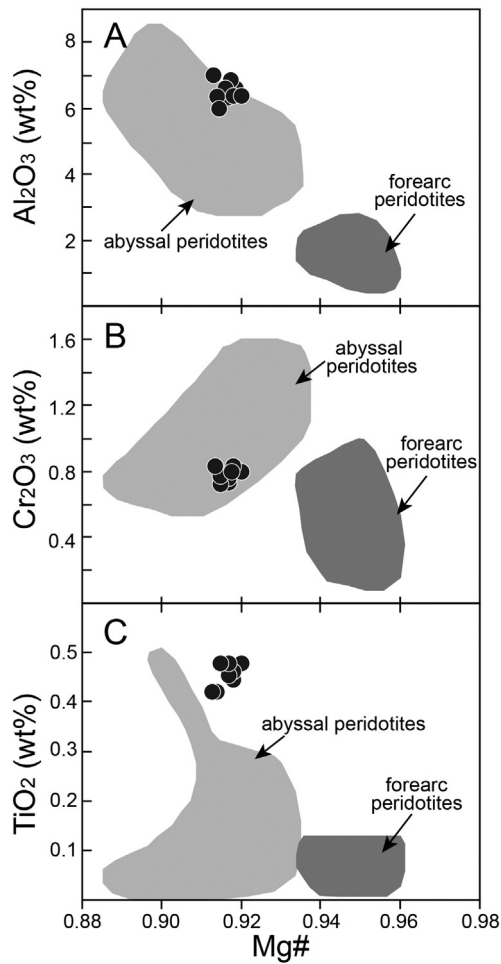 A
Al2O3 (wt%)
8
6
4
2
abyssal peridotites
forearc
peridotites
B
Cr2O3 (wt%)
1.6
1.2
0.8
0.4
abyssal
peridotites
forearc
peridotites
C
TiO2 (wt%)
0.5
0.4
0.3
0.2
0.1
abyssal peridotites
forearc
peridotites
0.88 0.90 0.92 0.94 0.96 0.98
Mg#